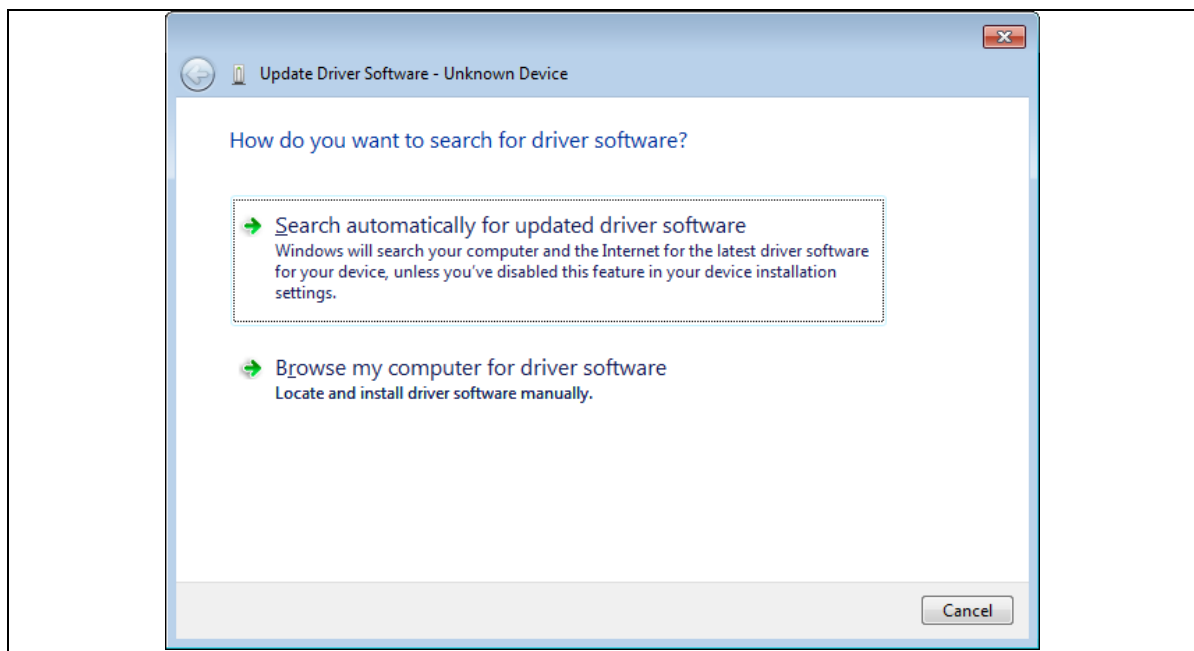 Update Driver Software - Unknown Device
How do you want to search for driver software?
Search automatically for updated driver software
Windows will search your computer and the Internet for the latest driver software
for your device, unless you've disabled this feature in your device installation
settings.
Browse my computer for driver software
Locate and install driver software manually.
Cancel